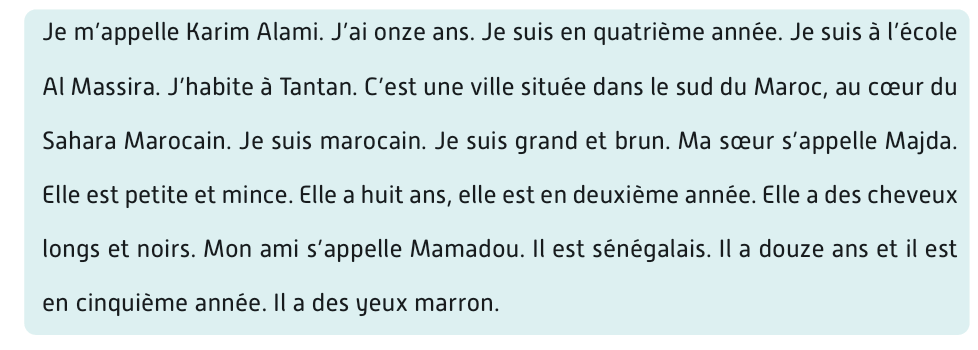 Je m’appelle Karim Alami. J’ai onze ans. Je suis en quatrième année. Je suis à l’école
Al Massira. J’habite à Tantan. C’est une ville située dans le sud du Maroc, au cœur du
Sahara Marocain. Je suis marocain. Je suis grand et brun. Ma sœur s’appelle Majda.
Elle est petite et mince. Elle a huit ans, elle est en deuxième année. Elle a des cheveux
longs et noirs. Mon ami s’appelle Mamadou. Il est sénégalais. Il a douze ans et il est
en cinquième année. Il a des yeux marron.